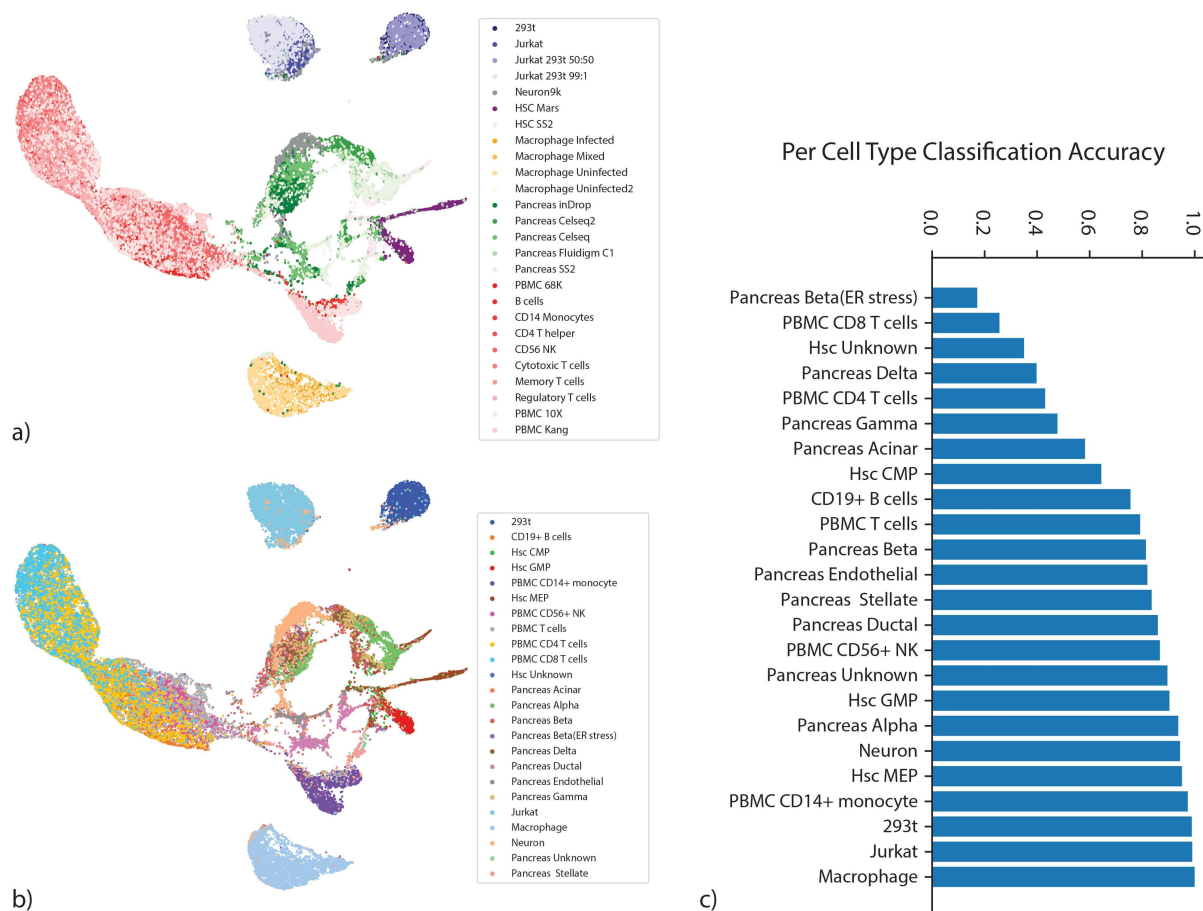 293t
Jurkat
Jurkat 293t 50:50
Jurkat 293t 99:1
Neuron9k
HSC Mars
HSC SS2
Macrophage Infected
Macrophage Mixed
Macrophage Uninfected
Macrophage Uninfected2
Pancreas inDrop
Pancreas Celseq2
Pancreas Celseq
Pancreas Fluidigm C1
Pancreas SS2
PBMC 68K
B cells
CD14 Monocytes
CD4 T helper
CD56 NK
Cytotoxic T cells
Memory T cells
Regulatory T cells
PBMC 10X
PBMC Kang
a)
293t
CD19+ B cells
Hsc CMP
Hsc GMP
PBMC CD14+ monocyte
Hsc MEP
PBMC CD56+ NK
PBMC T cells
PBMC CD4 T cells
PBMC CD8 T cells
Hsc Unknown
Pancreas Acinar
Pancreas Alpha
Pancreas Beta
Pancreas Beta(ER stress)
Pancreas Delta
Pancreas Ductal
Pancreas Endothelial
Pancreas Gamma
Jurkat
Macrophage
Neuron
Pancreas Unknown
Pancreas Stellate
b)
Per Cell Type Classification Accuracy
0.0 0.2 0.4 0.6 0.8 1.0
Pancreas Beta(ER stress)
PBMC CD8 T cells
Hsc Unknown
Pancreas Delta
PBMC CD4 T cells
Pancreas Gamma
Pancreas Acinar
Hsc CMP
CD19+ B cells
PBMC T cells
Pancreas Beta
Pancreas Endothelial
Pancreas Stellate
Pancreas Ductal
PBMC CD56+ NK
Pancreas Unknown
Hsc GMP
Pancreas Alpha
Neuron
Hsc MEP
PBMC CD14+ monocyte
293t
Jurkat
Macrophage
c)